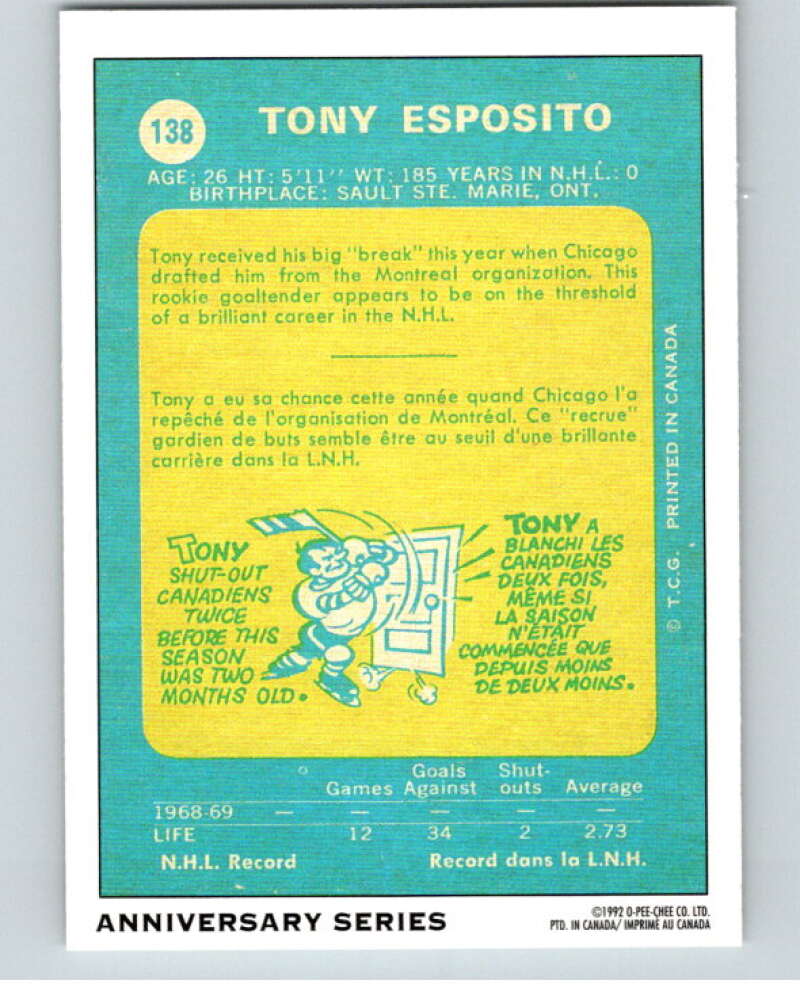 138
TONY ESPOSITO
AGE: 26 HT: 5'11'' WT: 185 YEARS IN N.H.L.: 0
BIRTHPLACE: SAULT STE. MARIE, ONT.
Tony received his big "break" this year when Chicago
drafted him from the Montreal organization. This
rookie goaltender appears to be on the threshold
of a brilliant career in the N.H.L.
Tony a eu sa chance cette année quand Chicago l'a
repêché de l'organisation de Montréal. Ce "recrue"
gardien de buts semble être au seuil d'une brillante
carrière dans la L.N.H.
TONY
SHUT-OUT
CANADIENS
TWICE
BEFORE THIS
SEASON
WAS TWO
MONTHS OLD.
TONY A
BLANCHI LES
CANADIENS
DEUX FOIS,
MÊME SI
LA SAISON
N'ÉTAIT
COMMENCÉE QUE
DEPUIS MOINS
DE DEUX MOINS.
© T.C.G. PRINTED IN CANADA
Games Goals Against Shut-outs Average
1968-69 — — — — —
LIFE 12 34 2 2.73
N.H.L. Record Record dans la L.N.H.
ANNIVERSARY SERIES
©1992 O-PEE-CHEE CO. LTD.
PTD. IN CANADA/ IMPRIMÉ AU CANADA